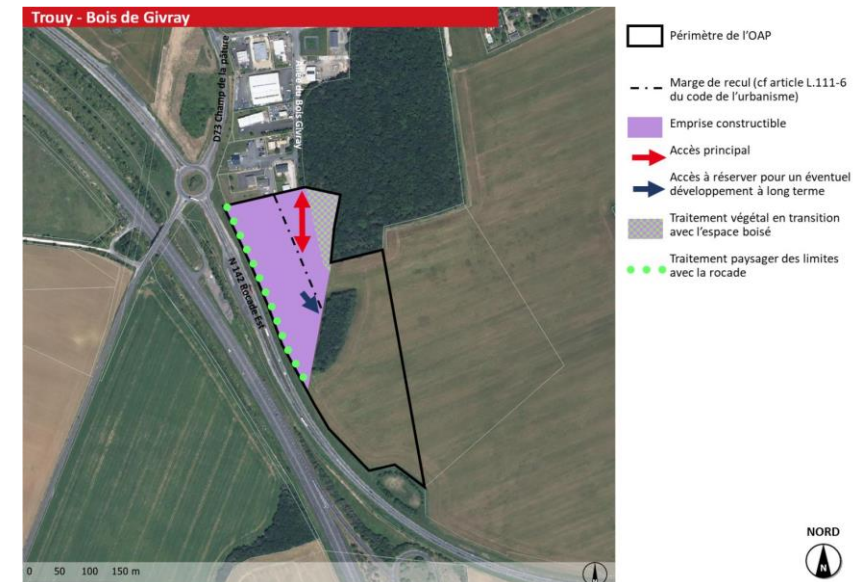 Trouy - Bois de Givray
D73 Champ de la pâture
Allée du Bois Givray
N 142 Rocade Est
0 50 100 150 m
N
Périmètre de l'OAP
Marge de recul (cf article L.111-6
du code de l'urbanisme)
Emprise constructible
Accès principal
Accès à réserver pour un éventuel
développement à long terme
Traitement végétal en transition
avec l'espace boisé
Traitement paysager des limites
avec la rocade
NORD
N